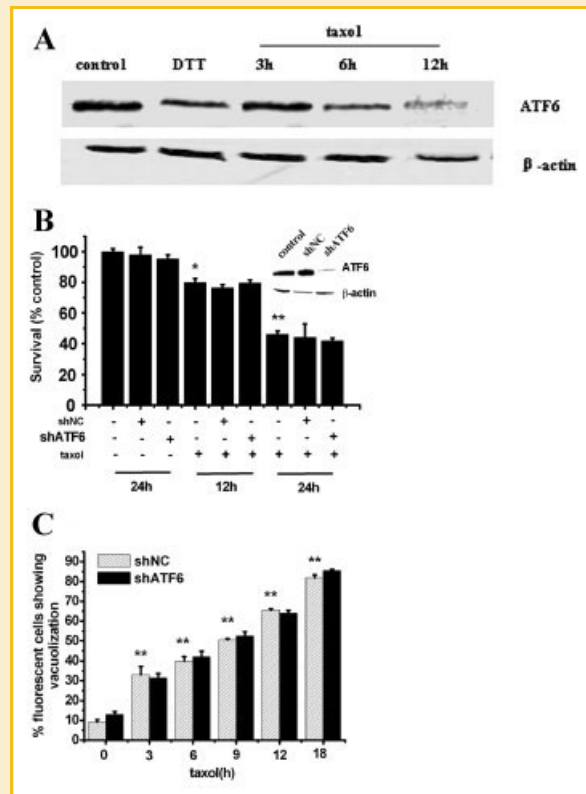 A
taxol
control DTT 3h 6h 12h
ATF6
β-actin
B
Survival (% control)
100
80
60
40
20
0
*
**
control shNC shATF6
ATF6
β-actin
shNC - + - - + - - + -
shATF6 - - + - - + - - +
taxol - - - + + + + + +
24h 12h 24h
C
% fluorescent cells showing vacuolization
90
80
70
60
50
40
30
20
10
shNC
shATF6
** ** ** ** **
0 3 6 9 12 18
taxol(h)